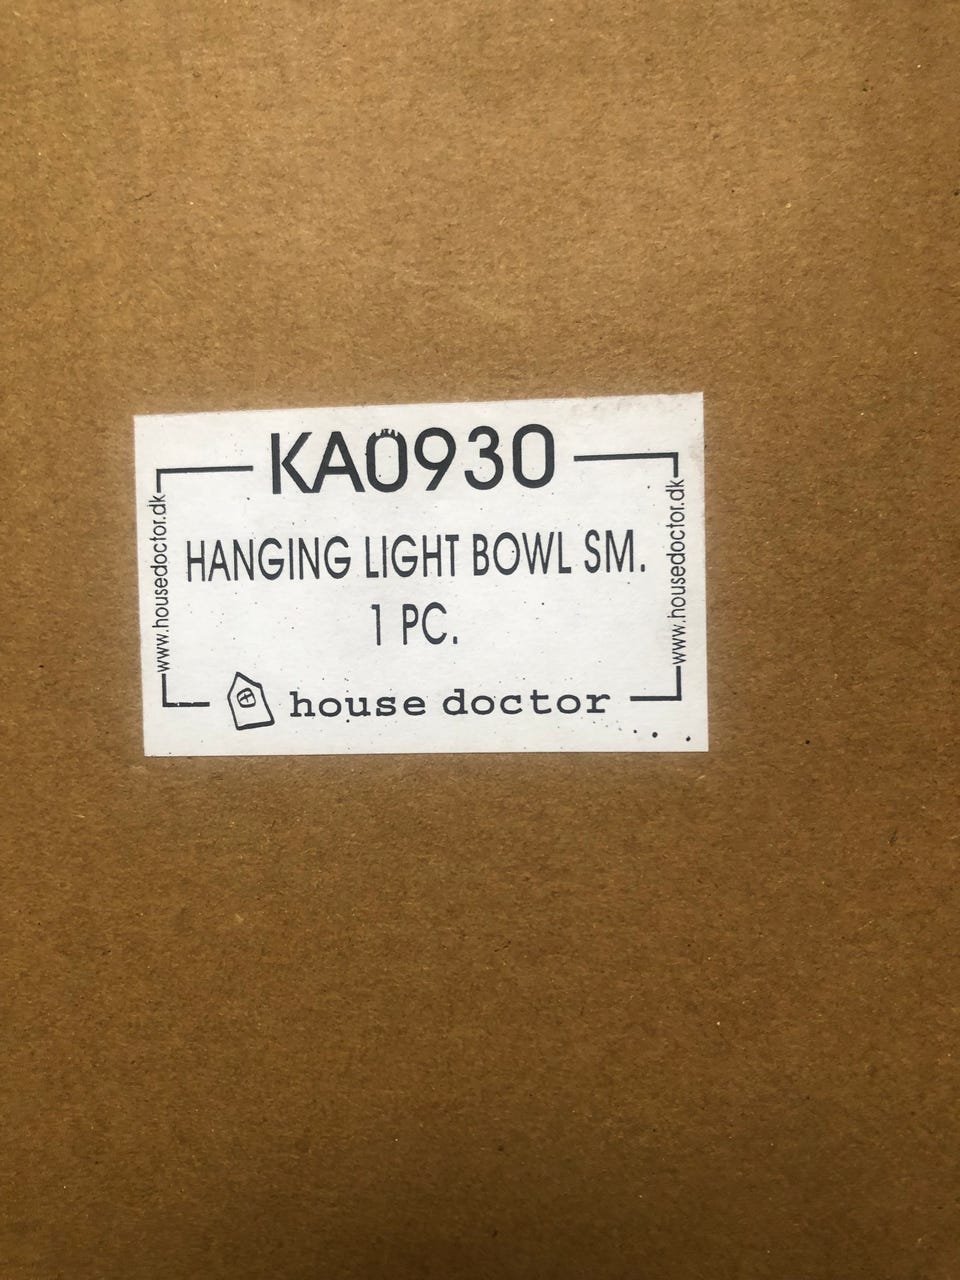 KA0930
www.housedoctor.dk
HANGING LIGHT BOWL SM.
1 PC.
www.housedoctor.dk
house doctor